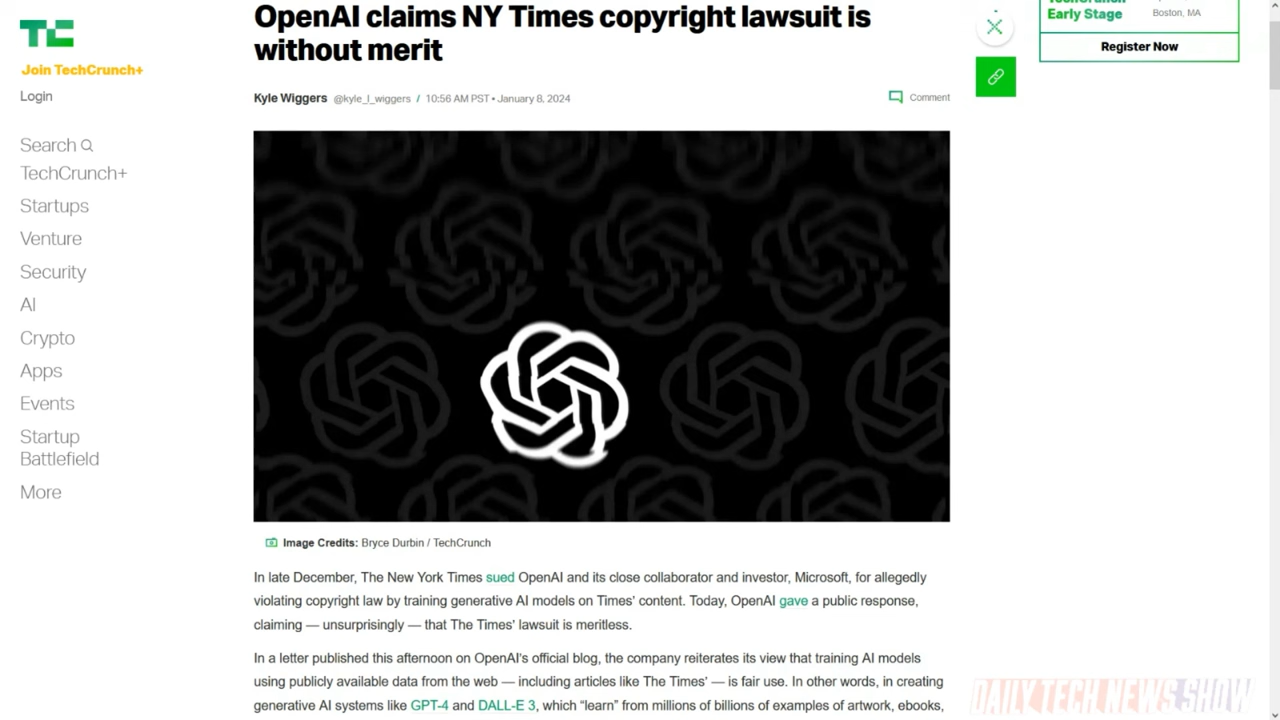 OpenAI claims NY Times copyright lawsuit is
without merit
Kyle Wiggers @kyle_l_wiggers / 10:56 AM PST • January 8, 2024
Comment
TC
Join TechCrunch+
Login
Search
TechCrunch+
Startups
Venture
Security
AI
Crypto
Apps
Events
Startup
Battlefield
More
Early Stage
Boston, MA
Register Now
Image Credits: Bryce Durbin / TechCrunch
In late December, The New York Times sued OpenAI and its close collaborator and investor, Microsoft, for allegedly
violating copyright law by training generative AI models on Times' content. Today, OpenAI gave a public response,
claiming — unsurprisingly — that The Times' lawsuit is meritless.
In a letter published this afternoon on OpenAI's official blog, the company reiterates its view that training AI models
using publicly available data from the web — including articles like The Times' — is fair use. In other words, in creating
generative AI systems like GPT-4 and DALL-E 3, which “learn” from millions of billions of examples of artwork, ebooks,
DAILY TECH NEWS SHOW